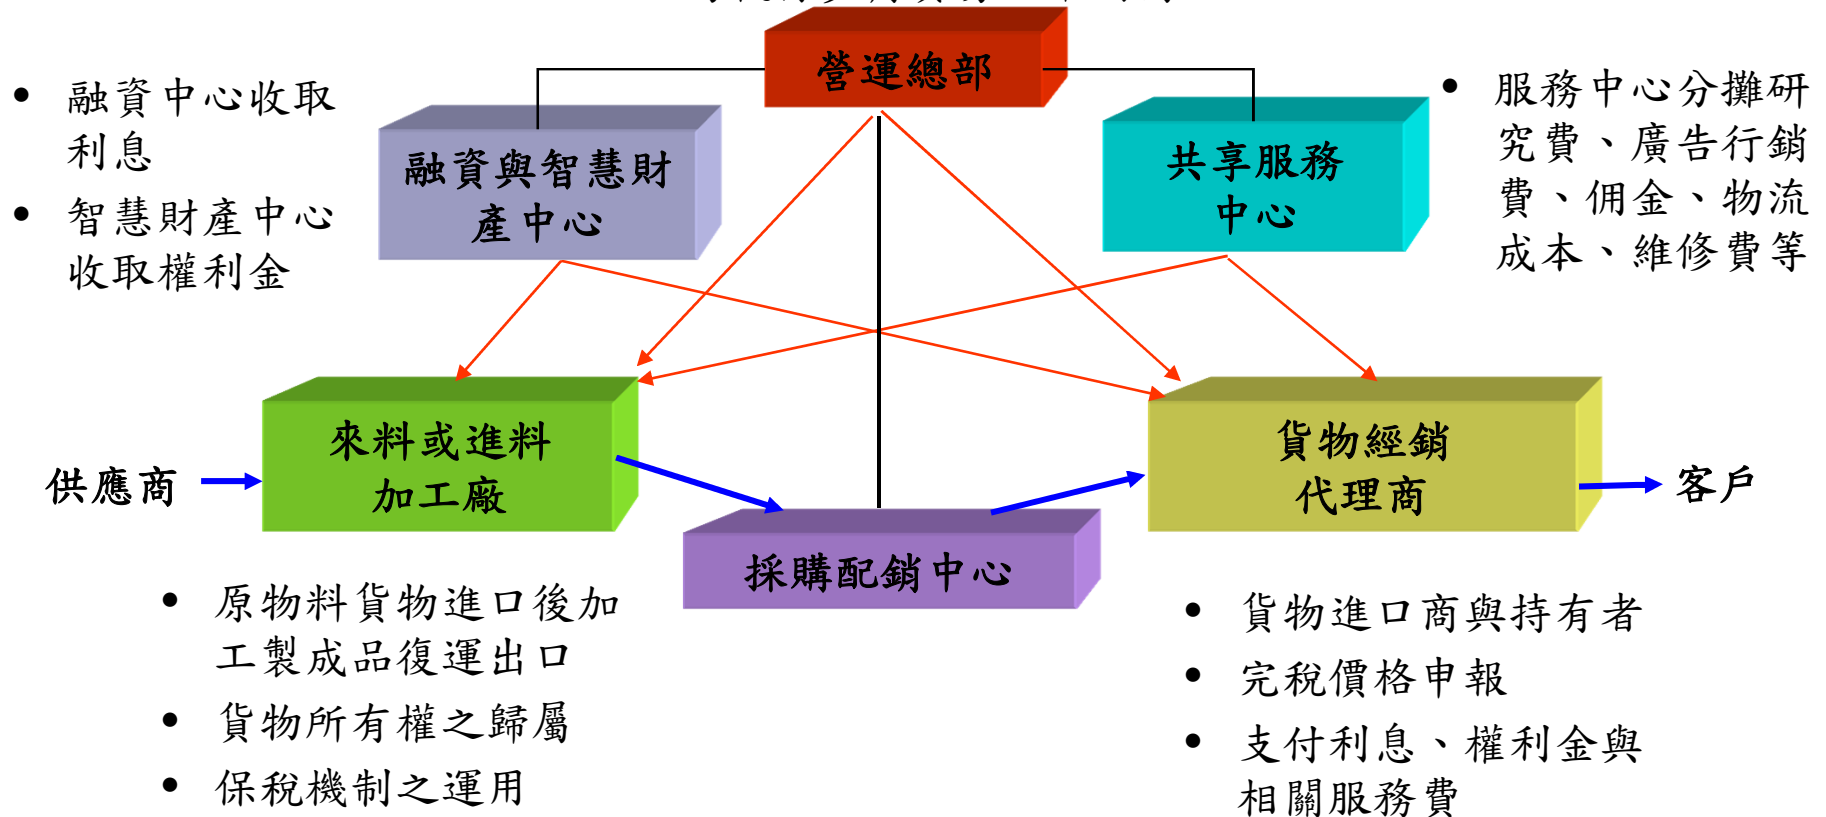 營運總部
• 融資中心收取
利息
• 智慧財產中心
收取權利金
融資與智慧財
產中心
共享服務
中心
• 服務中心分攤研
究費、廣告行銷
費、佣金、物流
成本、維修費等
供應商
來料或進料
加工廠
採購配銷中心
貨物經銷
代理商
客戶
• 原物料貨物進口後加
工製成品復運出口
• 貨物所有權之歸屬
• 保稅機制之運用
• 貨物進口商與持有者
• 完稅價格申報
• 支付利息、權利金與
相關服務費